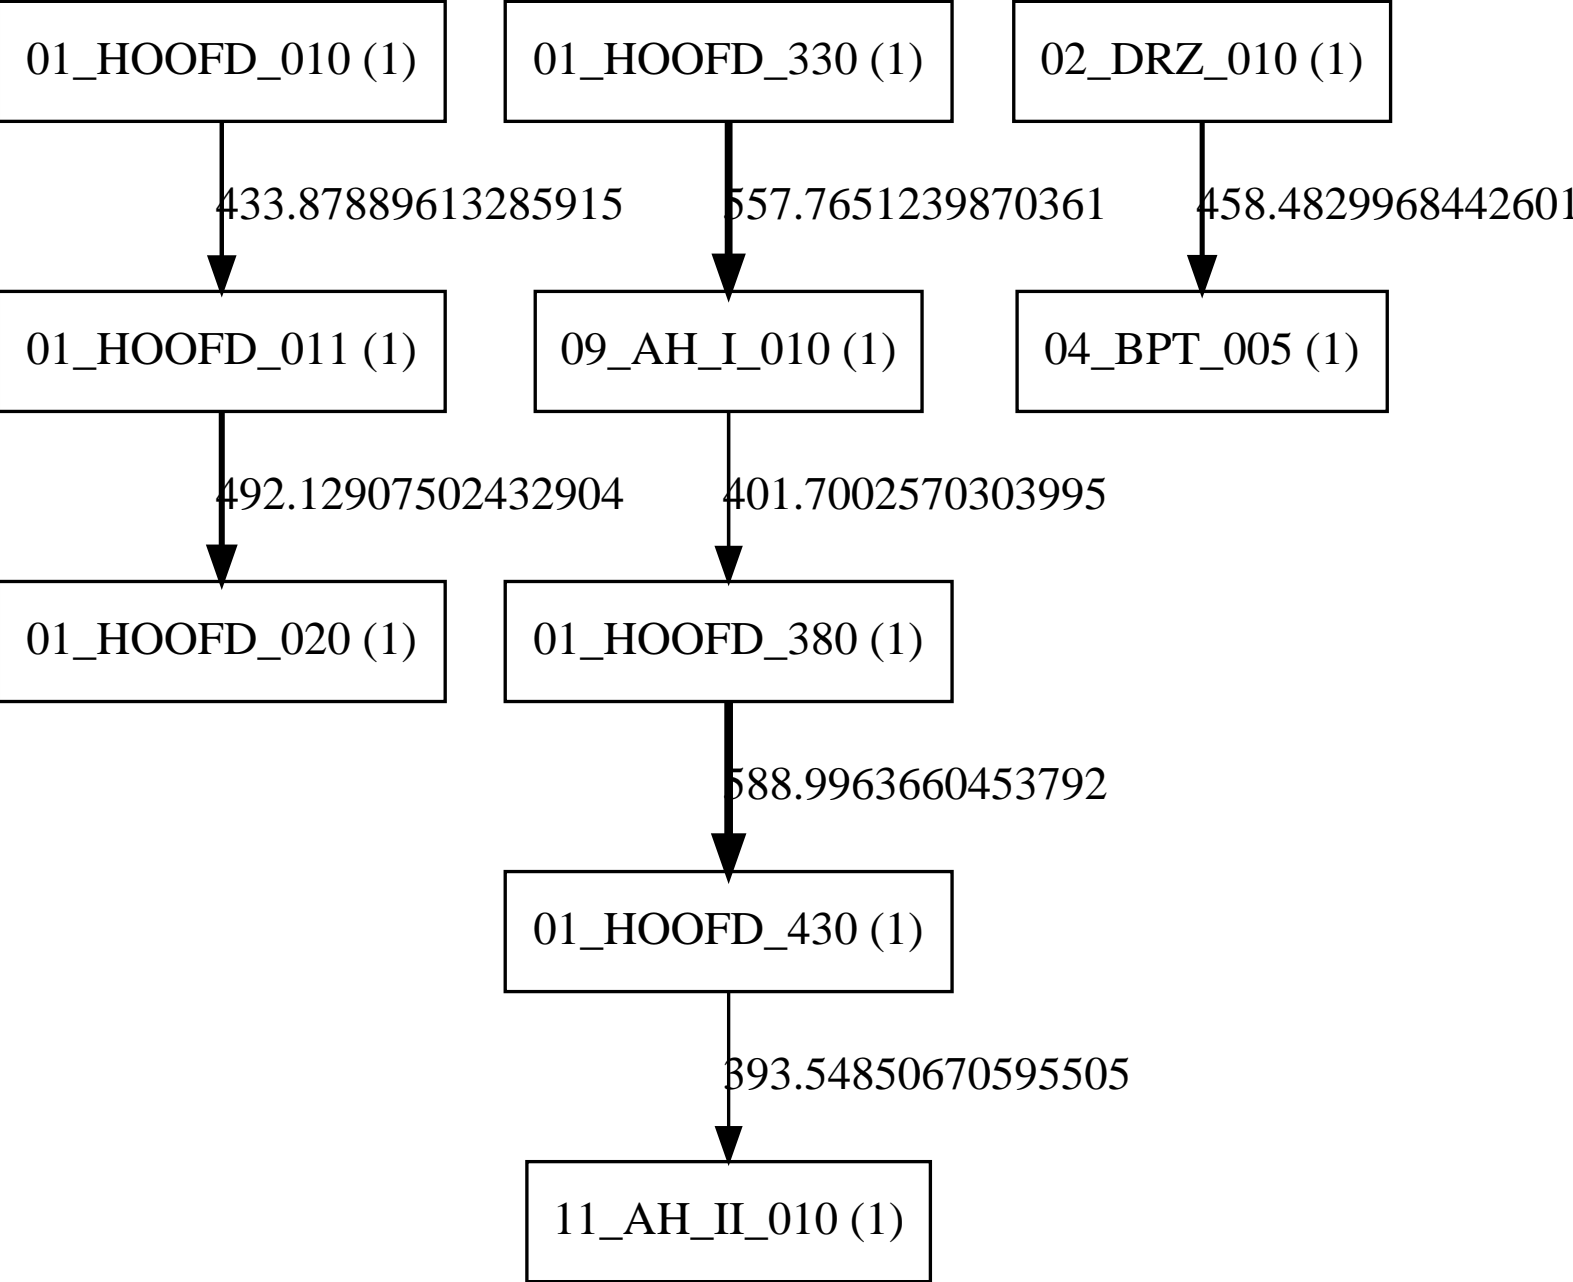 01_HOOFD_010 (1)
01_HOOFD_330 (1)
02_DRZ_010 (1)
433.87889613285915
557.7651239870361
458.4829968442601
01_HOOFD_011 (1)
09_AH_I_010 (1)
04_BPT_005 (1)
492.12907502432904
401.7002570303995
01_HOOFD_020 (1)
01_HOOFD_380 (1)
588.9963660453792
01_HOOFD_430 (1)
393.54850670595505
11_AH_II_010 (1)